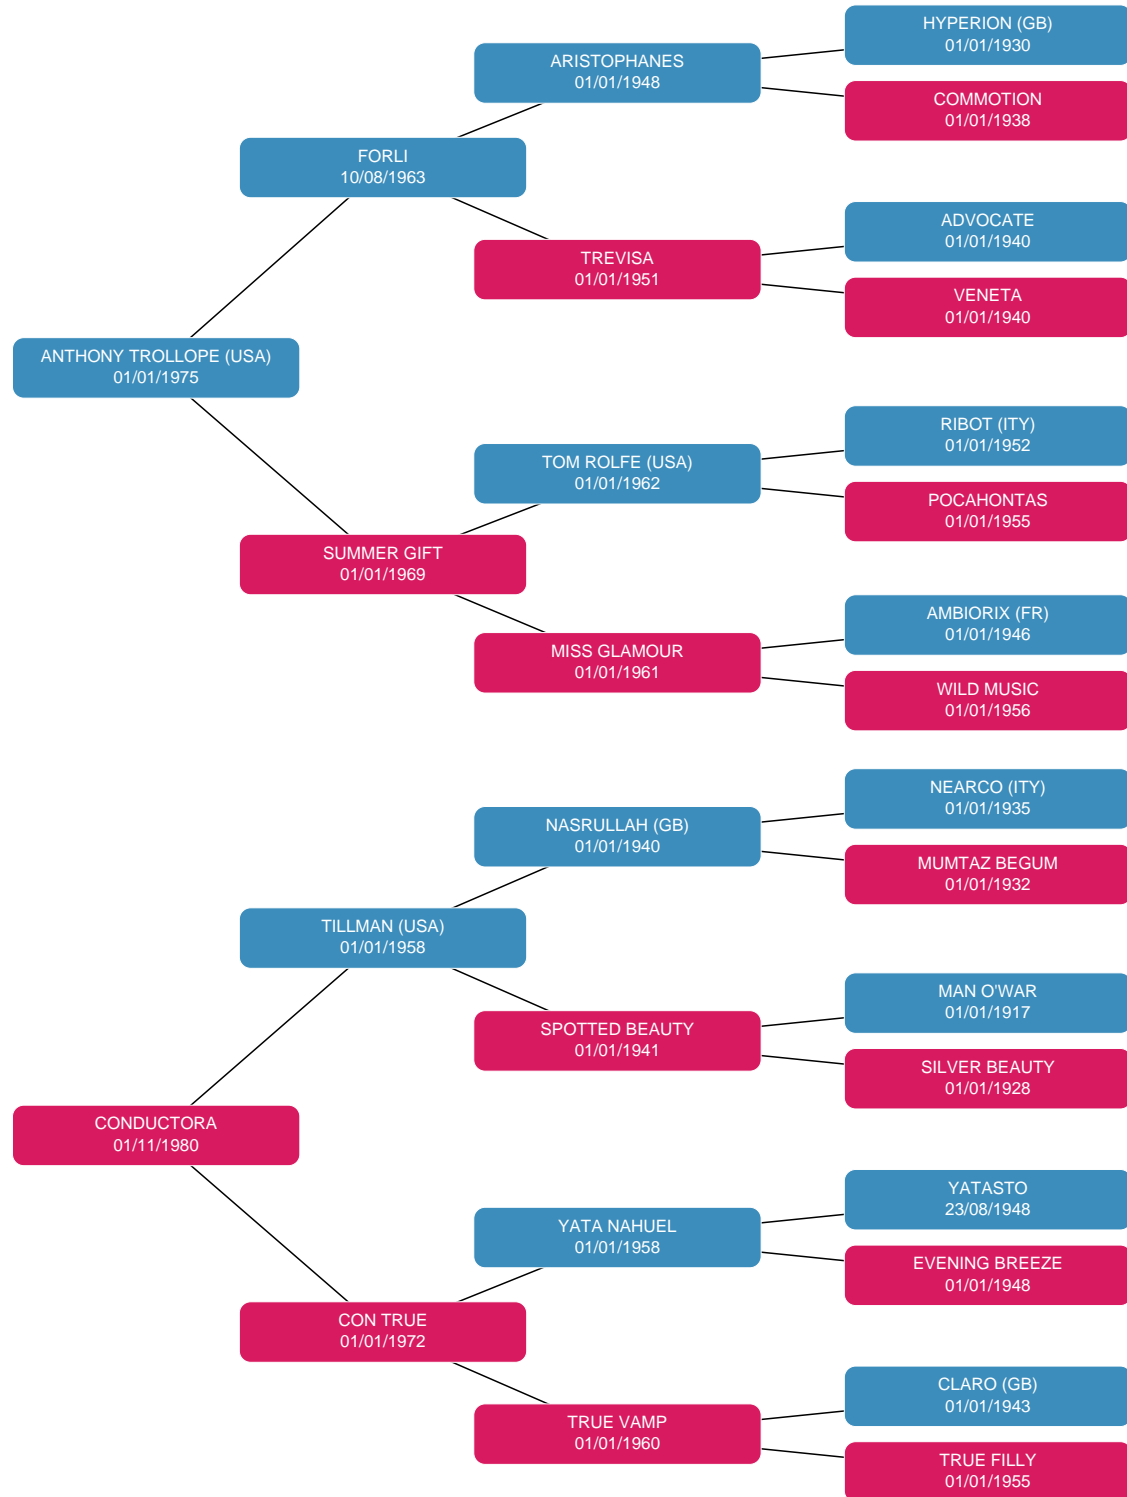 HYPERION (GB)
01/01/1930
ARISTOPHANES
01/01/1948
COMMOTION
01/01/1938
FORLI
10/08/1963
ADVOCATE
01/01/1940
TREVISA
01/01/1951
VENETA
01/01/1940
ANTHONY TROLLOPE (USA)
01/01/1975
RIBOT (ITY)
01/01/1952
TOM ROLFE (USA)
01/01/1962
POCAHONTAS
01/01/1955
SUMMER GIFT
01/01/1969
AMBIORIX (FR)
01/01/1946
MISS GLAMOUR
01/01/1961
WILD MUSIC
01/01/1956
NEARCO (ITY)
01/01/1935
NASRULLAH (GB)
01/01/1940
MUMTAZ BEGUM
01/01/1932
TILLMAN (USA)
01/01/1958
MAN O'WAR
01/01/1917
SPOTTED BEAUTY
01/01/1941
SILVER BEAUTY
01/01/1928
CONDUCTORA
01/11/1980
YATASTO
23/08/1948
YATA NAHUEL
01/01/1958
EVENING BREEZE
01/01/1948
CON TRUE
01/01/1972
CLARO (GB)
01/01/1943
TRUE VAMP
01/01/1960
TRUE FILLY
01/01/1955